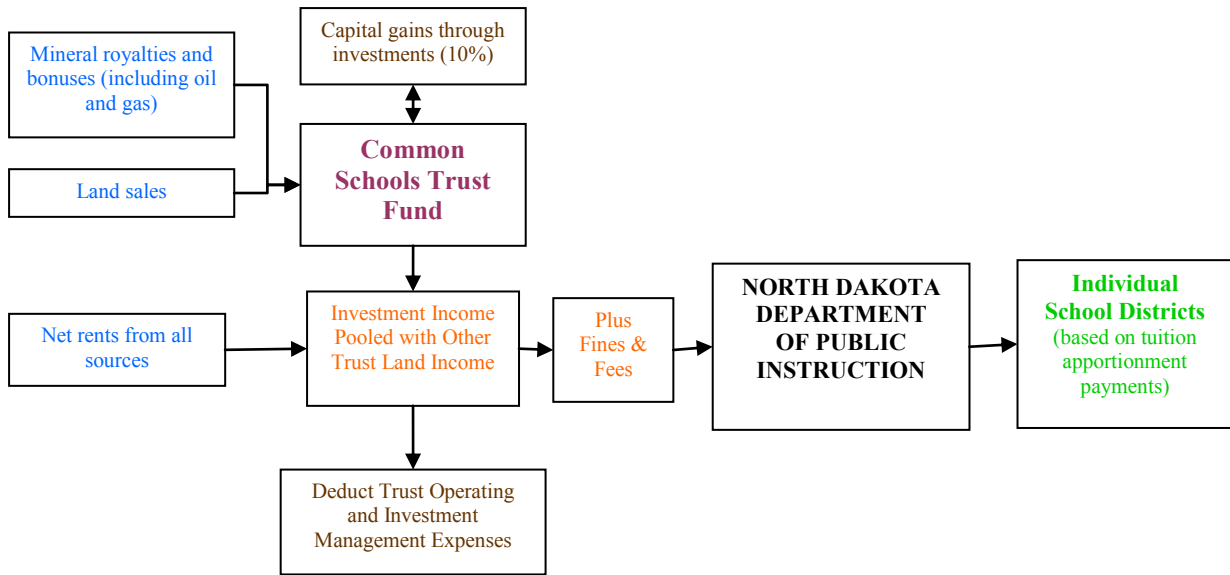 Mineral royalties and
bonuses (including oil
and gas)
Capital gains through
investments (10%)
Land sales
Common
Schools Trust
Fund
Net rents from all
sources
Investment Income
Pooled with Other
Trust Land Income
Plus
Fines &
Fees
NORTH DAKOTA
DEPARTMENT
OF PUBLIC
INSTRUCTION
Individual
School Districts
(based on tuition
apportionment
payments)
Deduct Trust Operating
and Investment
Management Expenses